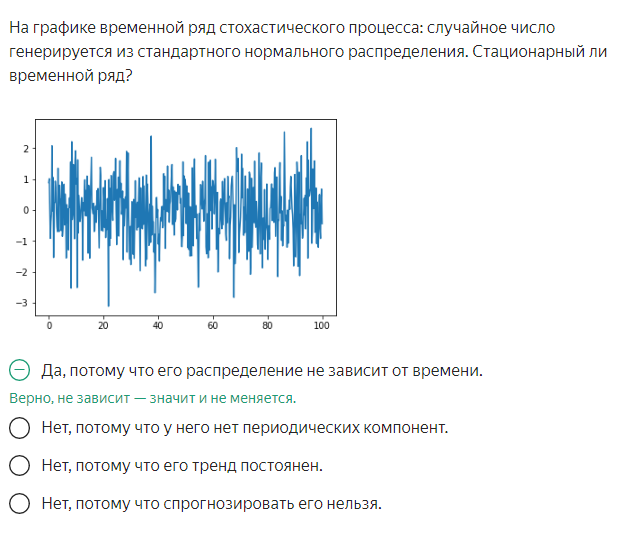 На графике временной ряд стохастического процесса: случайное число
генерируется из стандартного нормального распределения. Стационарный ли
временной ряд?
2
1
0
−1
−2
−3
0 20 40 60 80 100
Да, потому что его распределение не зависит от времени.
Верно, не зависит — значит и не меняется.
Нет, потому что у него нет периодических компонент.
Нет, потому что его тренд постоянен.
Нет, потому что спрогнозировать его нельзя.